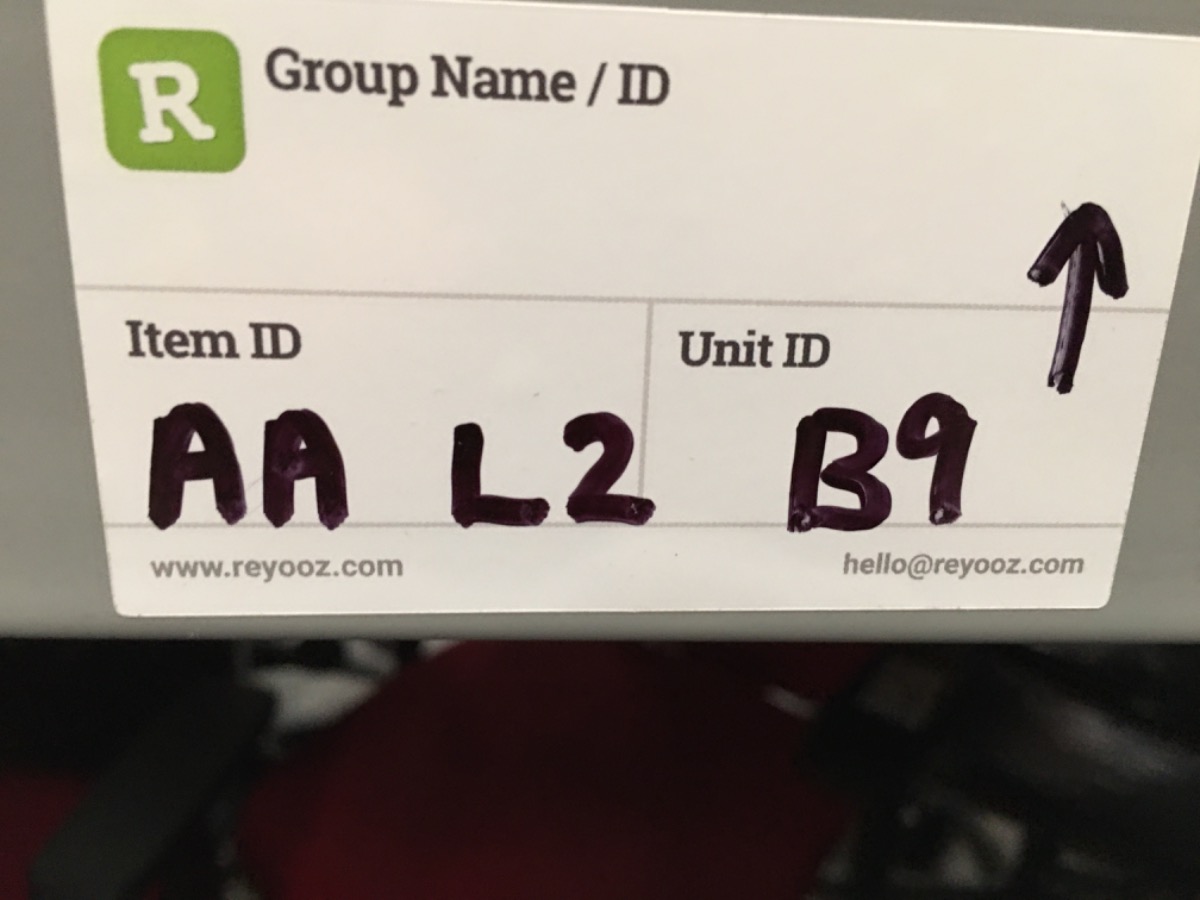 R Group Name / ID
Item ID Unit ID
AA L2 B9
www.reyooz.com hello@reyooz.com